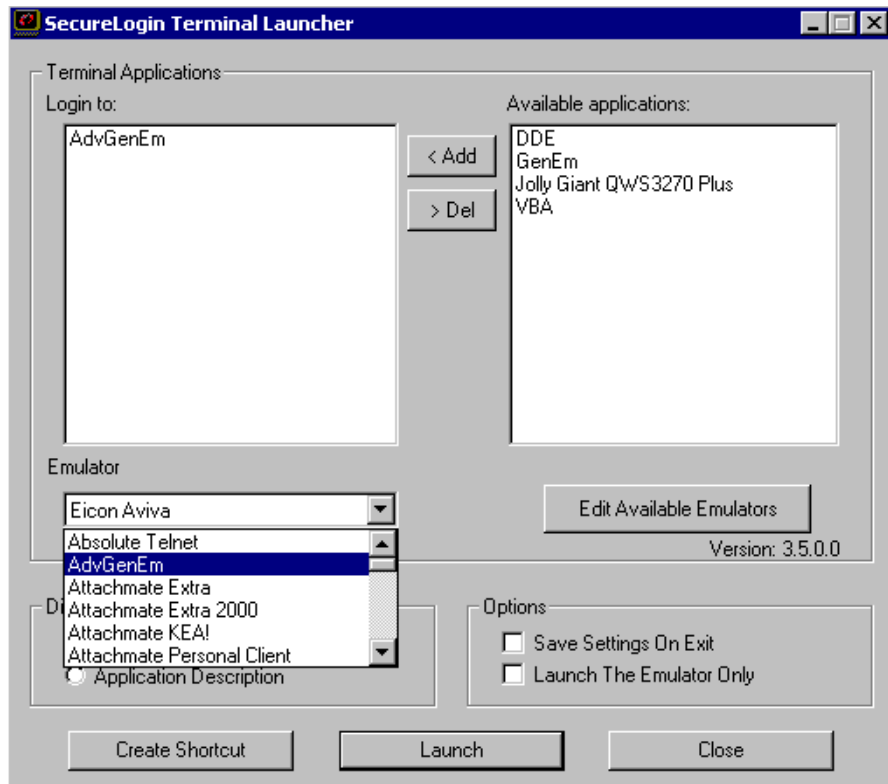 SecureLogin Terminal Launcher
Terminal Applications
Login to:
AdvGenEm
< Add
> Del
Available applications:
DDE
GenEm
Jolly Giant QWS3270 Plus
VBA
Emulator
Eicon Aviva
Absolute Telnet
AdvGenEm
Attachmate Extra
Attachmate Extra 2000
Attachmate KEA!
Attachmate Personal Client
Edit Available Emulators
Version: 3.5.0.0
Application Description
Options
Save Settings On Exit
Launch The Emulator Only
Create Shortcut
Launch
Close